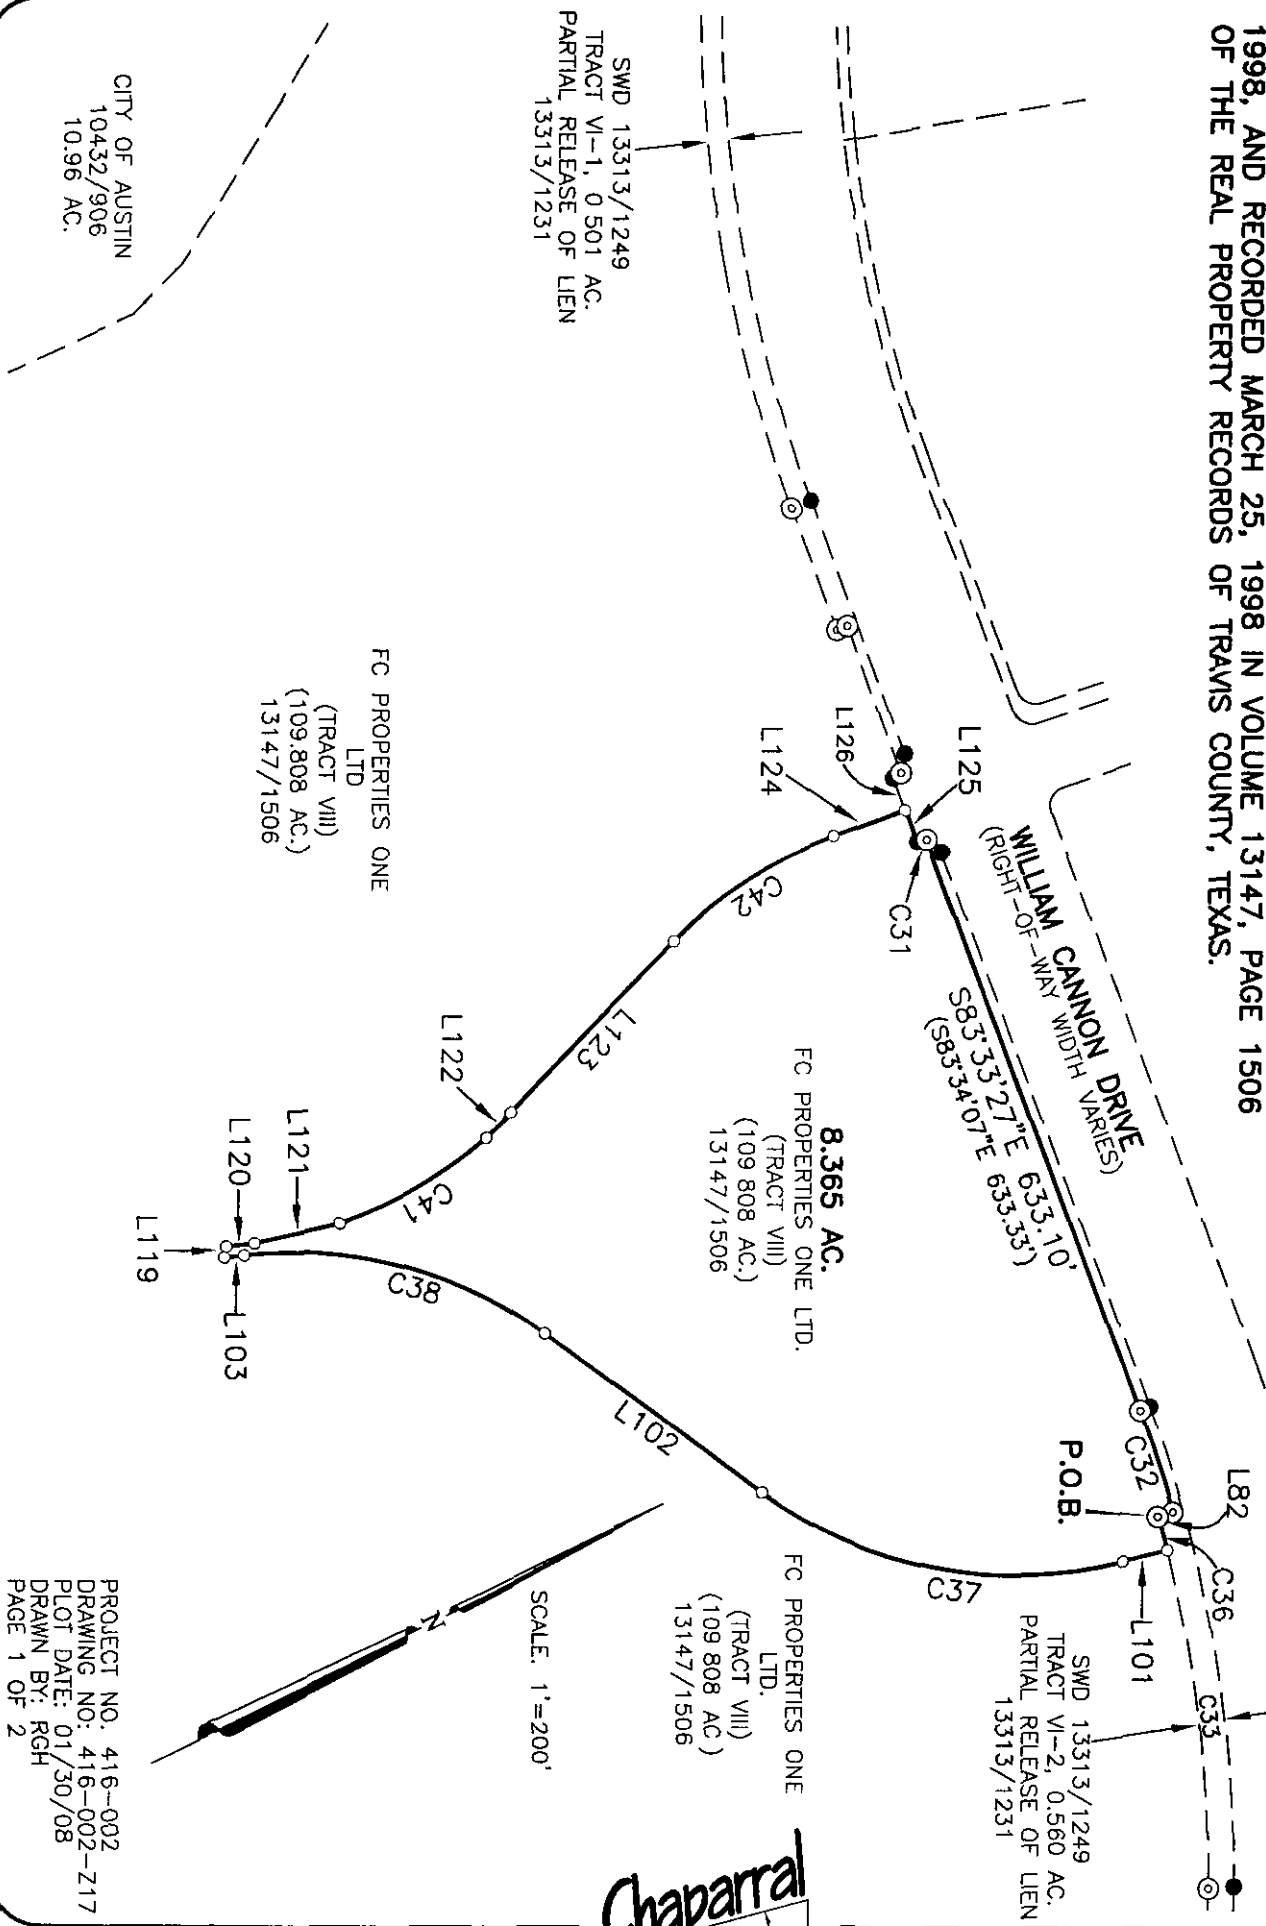 1998, AND RECORDED MARCH 25, 1998 IN VOLUME 13147, PAGE 1506
OF THE REAL PROPERTY RECORDS OF TRAVIS COUNTY, TEXAS.
SWD 13313/1249
TRACT VI-1, 0 501 AC.
PARTIAL RELEASE OF LIEN
13313/1231
CITY OF AUSTIN
10432/906
10.96 AC.
WILLIAM CANNON DRIVE
(RIGHT-OF-WAY WIDTH VARIES)
S83°33'27"E 633.10'
(S83°34'07"E 633.33')
L125
L126
L124
C31
C42
L123
L122
C41
L121
L120
L119
L103
C38
L102
C37
L101
C36
L82
C32
P.O.B.
C33
FC PROPERTIES ONE
LTD
(TRACT VIII)
(109.808 AC.)
13147/1506
8.365 AC.
FC PROPERTIES ONE LTD.
(TRACT VIII)
(109 808 AC.)
13147/1506
FC PROPERTIES ONE
LTD.
(TRACT VIII)
(109 808 AC )
13147/1506
SWD 13313/1249
TRACT VI-2, 0.560 AC.
PARTIAL RELEASE OF LIEN
13313/1231
N
SCALE. 1"=200'
PROJECT NO. 416-002
DRAWING NO: 416-002-Z17
PLOT DATE: 01/30/08
DRAWN BY: RGH
PAGE 1 OF 2
Chaparral